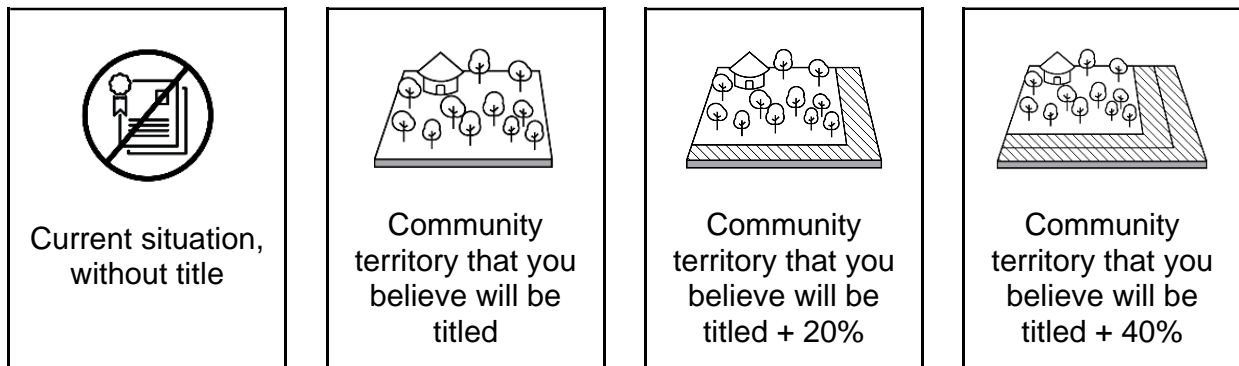 Current situation,
without title
Community
territory that you
believe will be
titled
Community
territory that you
believe will be
titled + 20%
Community
territory that you
believe will be
titled + 40%